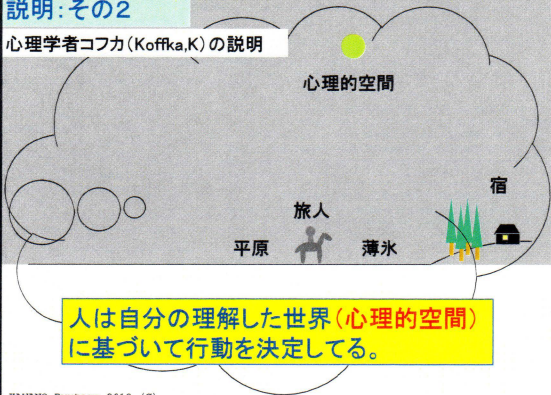 説明:その2
心理学者コフカ(Koffka,K)の説明
心理的空間
宿
旅人
平原
薄氷
人は自分の理解した世界(心理的空間)
に基づいて行動を決定してる。